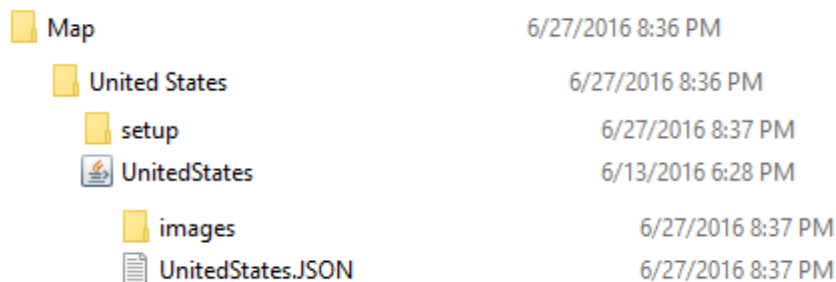 Map 6/27/2016 8:36 PM
United States 6/27/2016 8:36 PM
setup 6/27/2016 8:37 PM
UnitedStates 6/13/2016 6:28 PM
images 6/27/2016 8:37 PM
UnitedStates.JSON 6/27/2016 8:37 PM